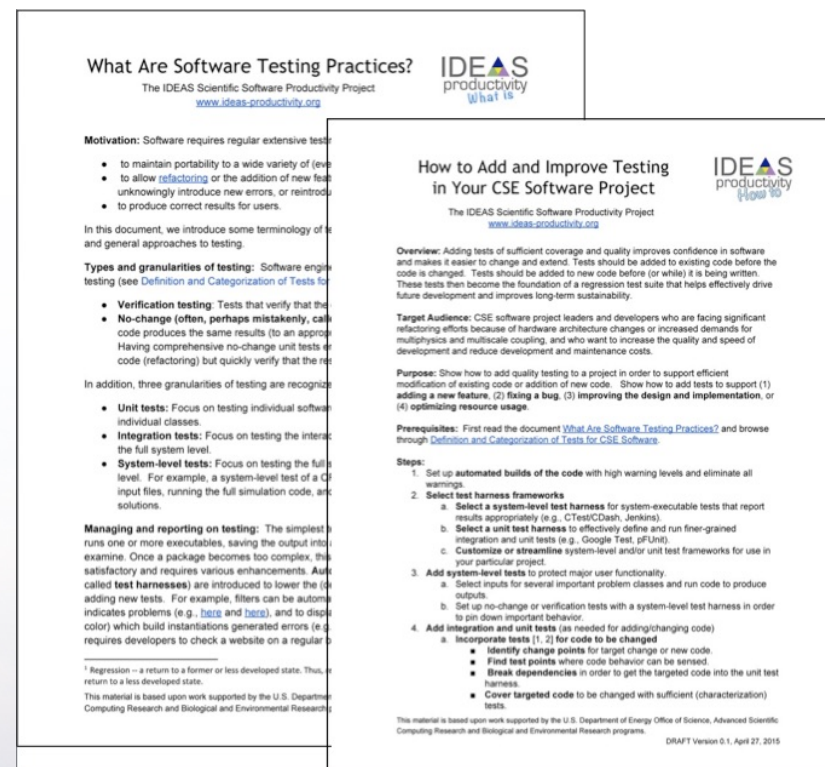 What Are Software Testing Practices?
The IDEAS Scientific Software Productivity Project
www.ideas-productivity.org
IDEAS
productivity
What is
Motivation: Software requires regular extensive test
• to maintain portability to a wide variety of (eve
• to allow refactoring or the addition of new feat
unknowingly introduce new errors, or reintrodu
• to produce correct results for users.
In this document, we introduce some terminology of te
and general approaches to testing.
Types and granularities of testing: Software engin
testing (see Definition and Categorization of Tests for
• Verification testing: Tests that verify that the
• No-change (often, perhaps mistakenly, call
code produces the same results (to an approp
Having comprehensive no-change unit tests e
code (refactoring) but quickly verify that the re
In addition, three granularities of testing are recognize
• Unit tests: Focus on testing individual softwar
individual classes.
• Integration tests: Focus on testing the interac
the full system level.
• System-level tests: Focus on testing the full s
level. For example, a system-level test of a CF
input files, running the full simulation code, and
solutions.
Managing and reporting on testing: The simplest
runs one or more executables, saving the output into
examine. Once a package becomes too complex, this
satisfactory and requires various enhancements. Aut
called test harnesses) are introduced to lower the (c
adding new tests. For example, filters can be automa
indicates problems (e.g., here and here), and to displa
color) which build instantiations generated errors (e.g.
requires developers to check a website on a regular b
1 Regression – a return to a former or less developed state. Thus,
return to a less developed state.
This material is based upon work supported by the U.S. Departmen
Computing Research and Biological and Environmental Research
How to Add and Improve Testing
in Your CSE Software Project
The IDEAS Scientific Software Productivity Project
www.ideas-productivity.org
IDEAS
productivity
How to
Overview: Adding tests of sufficient coverage and quality improves confidence in software
and makes it easier to change and extend. Tests should be added to existing code before the
code is changed. Tests should be added to new code before (or while) it is being written.
These tests then become the foundation of a regression test suite that helps effectively drive
future development and improves long-term sustainability.
Target Audience: CSE software project leaders and developers who are facing significant
refactoring efforts because of hardware architecture changes or increased demands for
multiphysics and multiscale coupling, and who want to increase the quality and speed of
development and reduce development and maintenance costs.
Purpose: Show how to add quality testing to a project in order to support efficient
modification of existing code or addition of new code. Show how to add tests to support (1)
adding a new feature, (2) fixing a bug, (3) improving the design and implementation, or
(4) optimizing resource usage.
Prerequisites: First read the document What Are Software Testing Practices? and browse
through Definition and Categorization of Tests for CSE Software.
Steps:
1. Set up automated builds of the code with high warning levels and eliminate all
warnings.
2. Select test harness frameworks
a. Select a system-level test harness for system-executable tests that report
results appropriately (e.g., CTest/CDash, Jenkins).
b. Select a unit test harness to effectively define and run finer-grained
integration and unit tests (e.g., Google Test, pFUnit).
c. Customize or streamline system-level and/or unit test frameworks for use in
your particular project.
3. Add system-level tests to protect major user functionality.
a. Select inputs for several important problem classes and run code to produce
outputs.
b. Set up no-change or verification tests with a system-level test harness in order
to pin down important behavior.
4. Add integration and unit tests (as needed for adding/changing code)
a. Incorporate tests [1, 2] for code to be changed
■ Identify change points for target change or new code.
■ Find test points where code behavior can be sensed.
■ Break dependencies in order to get the targeted code into the unit test
harness.
■ Cover targeted code to be changed with sufficient (characterization)
tests.
This material is based upon work supported by the U.S. Department of Energy Office of Science, Advanced Scientific
Computing Research and Biological and Environmental Research programs.
DRAFT Version 0.1, April 27, 2015